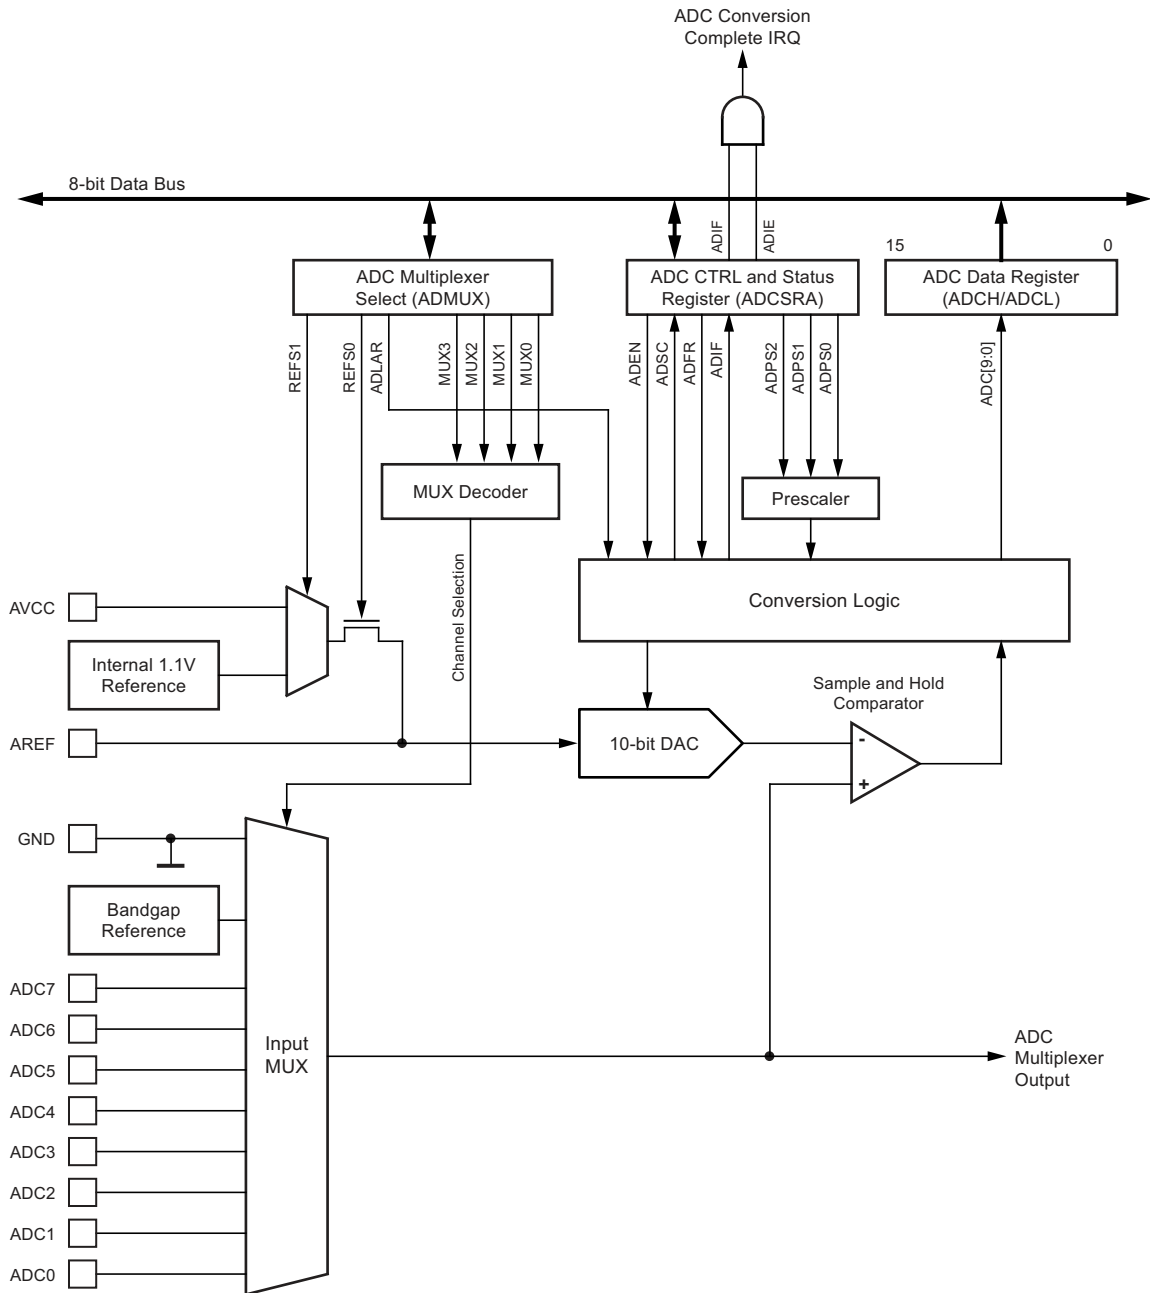 ADC Conversion
Complete IRQ
8-bit Data Bus
ADIF
ADIE
15
0
ADC Multiplexer
Select (ADMUX)
ADC CTRL and Status
Register (ADCSRA)
ADC Data Register
(ADCH/ADCL)
REFS1
REFS0
ADLAR
MUX3
MUX2
MUX1
MUX0
ADEN
ADSC
ADFR
ADIF
ADPS2
ADPS1
ADPS0
ADC[9:0]
MUX Decoder
Prescaler
Channel Selection
Conversion Logic
AVCC
Internal 1.1V
Reference
Sample and Hold
Comparator
AREF
10-bit DAC
-
+
GND
Bandgap
Reference
ADC7
ADC6
ADC5
ADC4
ADC3
ADC2
ADC1
ADC0
Input
MUX
ADC
Multiplexer
Output